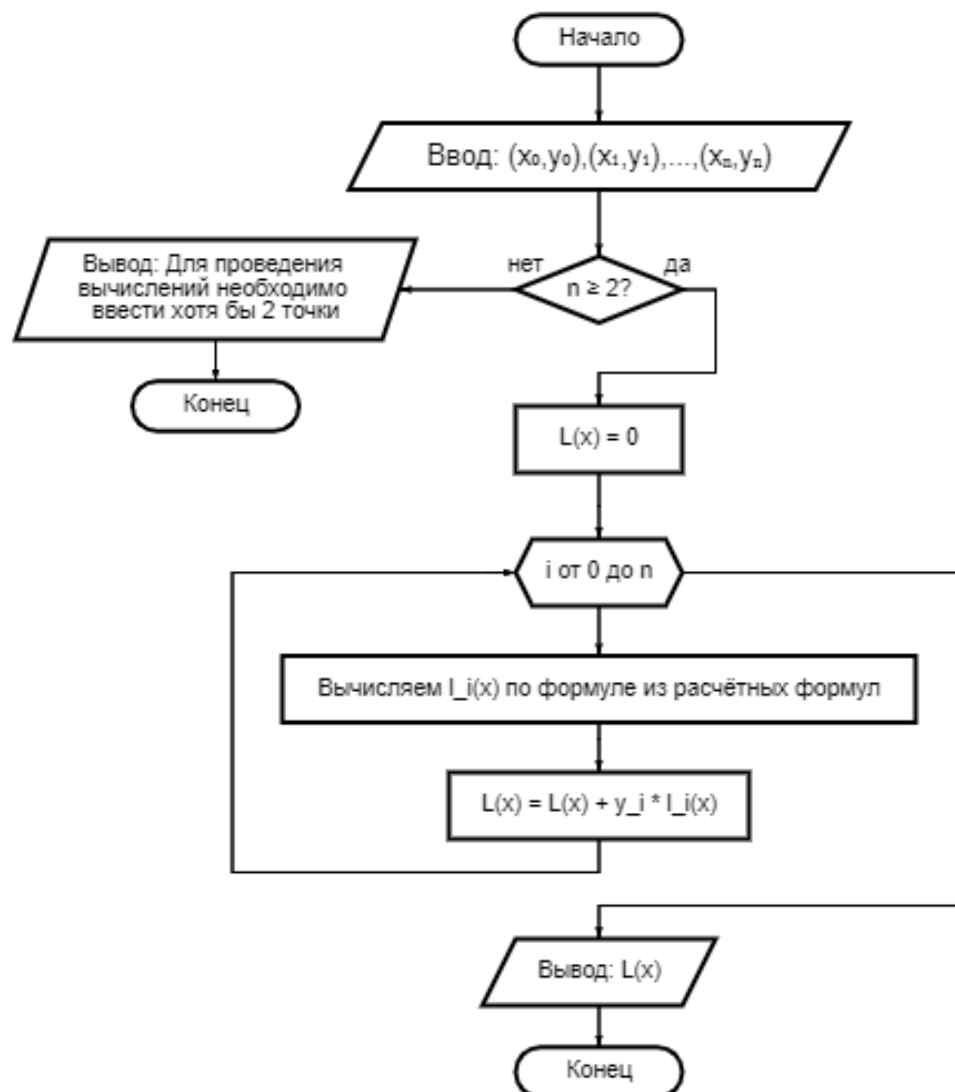 Начало
Ввод: (x₀,y₀),(x₁,y₁),...,(xₙ,yₙ)
нет
да
n ≥ 2?
Вывод: Для проведения
вычислений необходимо
ввести хотя бы 2 точки
Конец
L(x) = 0
i от 0 до n
Вычисляем l_i(x) по формуле из расчётных формул
L(x) = L(x) + y_i * l_i(x)
Вывод: L(x)
Конец